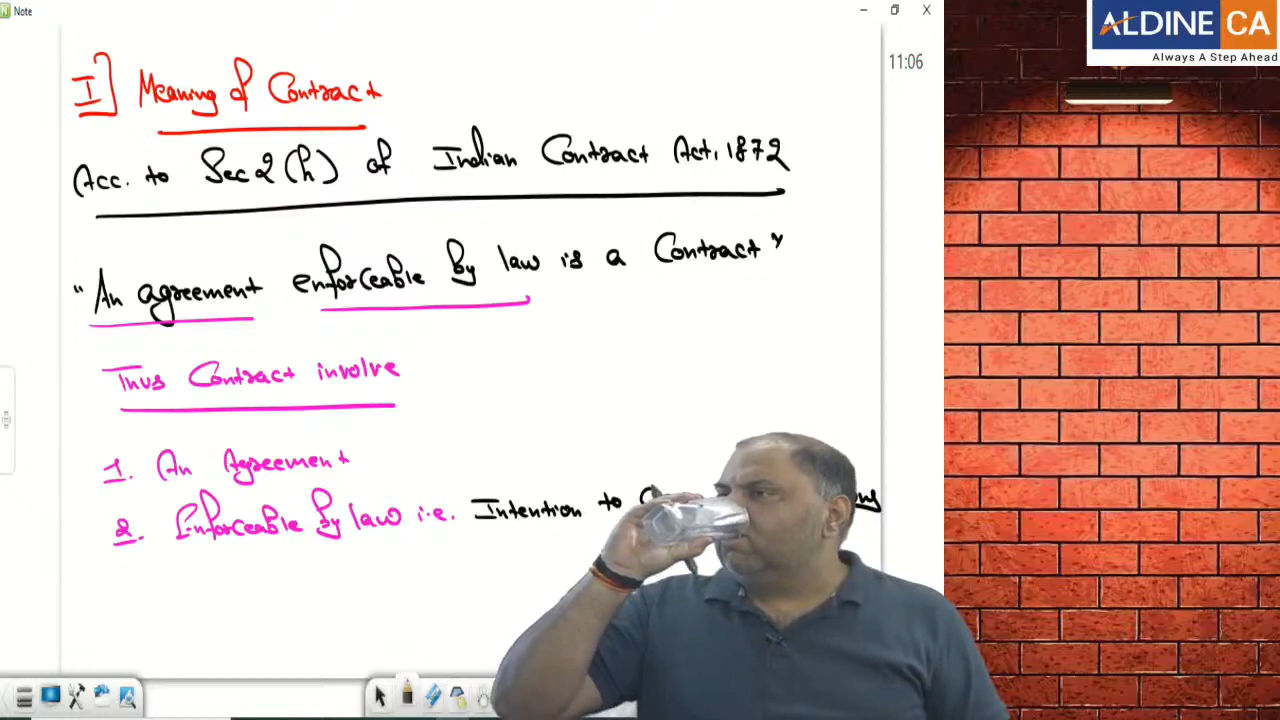 Note
ALDINE CA
Always A Step Ahead
11:06
I] Meaning of Contract
Acc. to Sec 2(h) of Indian Contract Act, 1872
"An agreement enforceable by law is a Contract"
Thus Contract involve
1. An Agreement
2. Enforceable by law i.e. Intention to